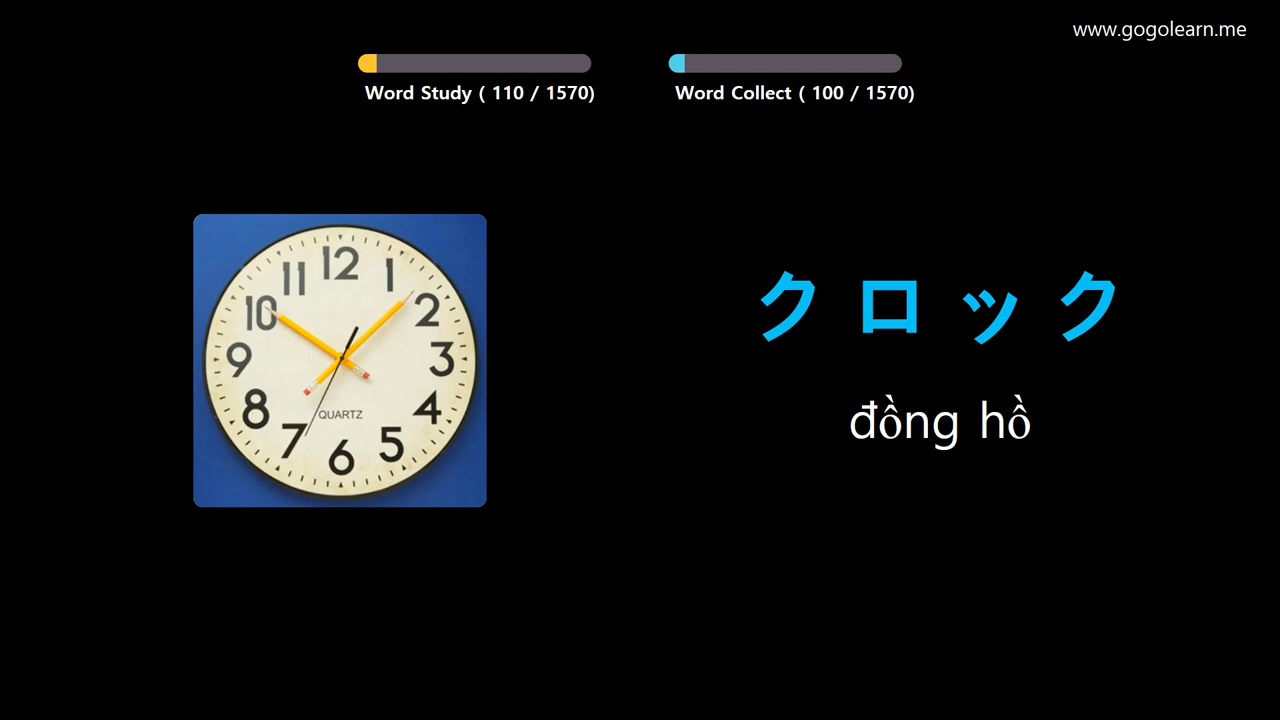 www.gogolearn.me
Word Study ( 110 / 1570)
Word Collect ( 100 / 1570)
12
1
2
3
4
5
6
7
8
9
10
11
QUARTZ
クロック
đồng hồ